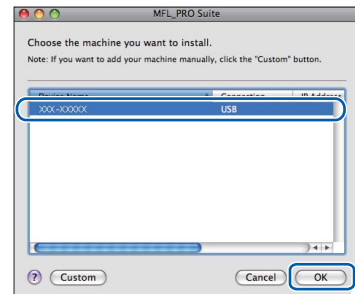 MFL_PRO Suite
Choose the machine you want to install.
Note: If you want to add your machine manually, click the "Custom" button.
Device Name Connection IP Address
XXX-XXXXX USB
? Custom Cancel OK